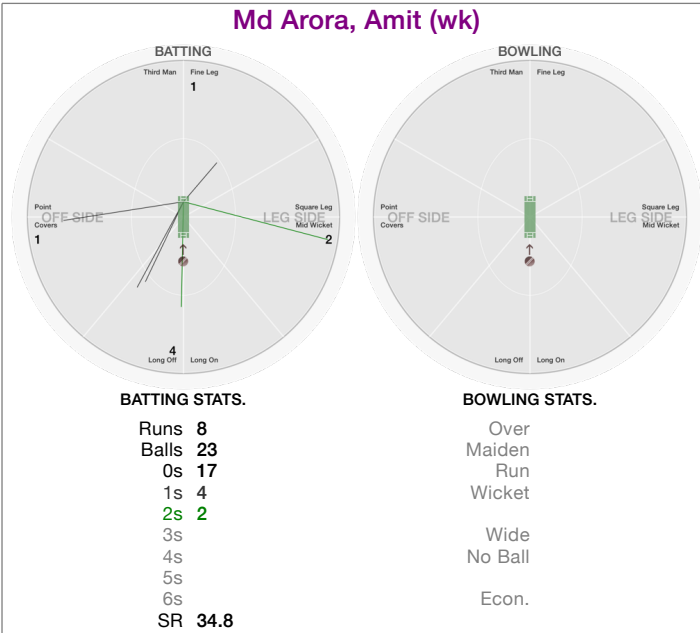 Md Arora, Amit (wk)
BATTING
BOWLING
Third Man Fine Leg
1
Third Man Fine Leg
Point
OFF SIDE
Covers
1
Square Leg
LEG SIDE
Mid Wicket
2
Point
OFF SIDE
Covers
Square Leg
LEG SIDE
Mid Wicket
4
Long Off Long On
Long Off Long On
BATTING STATS.
BOWLING STATS.
Runs 8
Balls 23
0s 17
1s 4
2s 2
3s
4s
5s
6s
SR 34.8
Over
Maiden
Run
Wicket
Wide
No Ball
Econ.